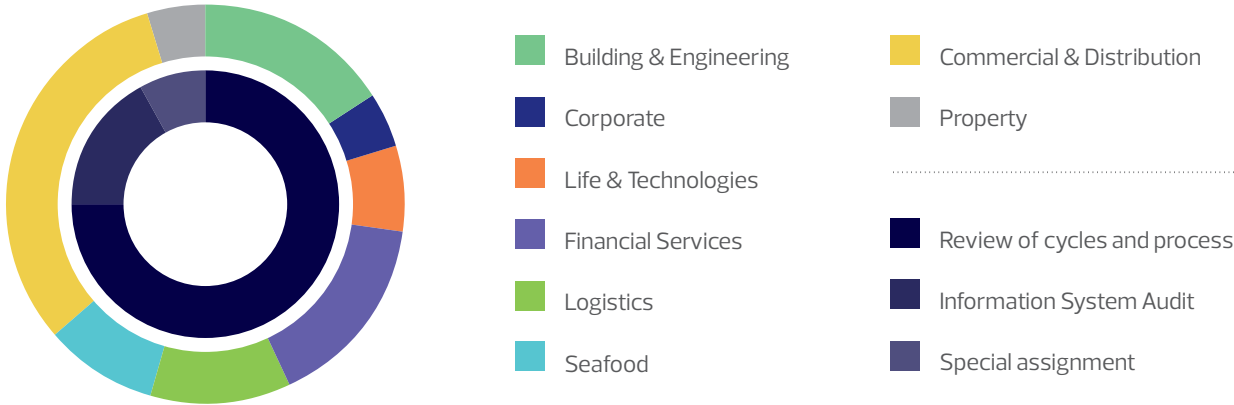 Building & Engineering
Corporate
Life & Technologies
Financial Services
Logistics
Seafood
Commercial & Distribution
Property
Review of cycles and process
Information System Audit
Special assignment